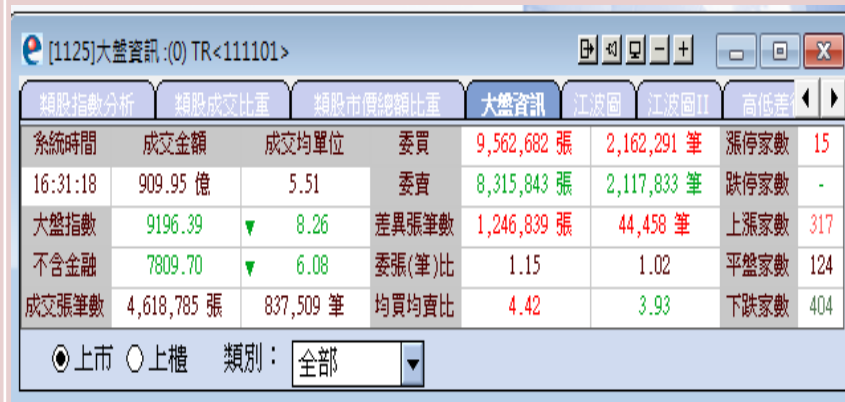 [1125]大盤資訊 :(0) TR<111101>
類股指數分析 類股成交比重 類股市價總額比重 大盤資訊 江波圖 江波圖II 高低差
系統時間 成交金額 成交均單位 委買 9,562,682 張 2,162,291 筆 漲停家數 15
16:31:18 909.95 億 5.51 委賣 8,315,843 張 2,117,833 筆 跌停家數 -
大盤指數 9196.39 ▼ 8.26 差異張筆數 1,246,839 張 44,458 筆 上漲家數 317
不含金融 7809.70 ▼ 6.08 委張(筆)比 1.15 1.02 平盤家數 124
成交張筆數 4,618,785 張 837,509 筆 均買均賣比 4.42 3.93 下跌家數 404
上市 上櫃 類別： 全部